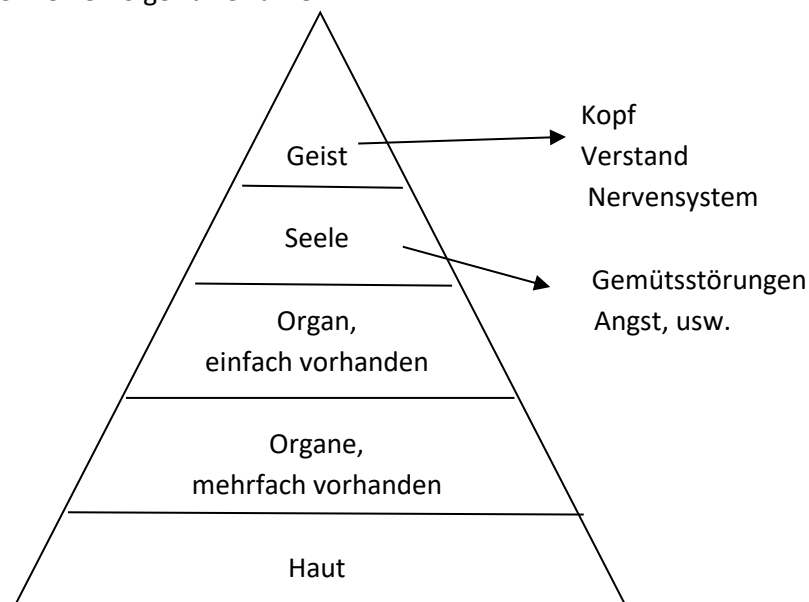 Kopf
Geist
Verstand
Nervensystem
Seele
Gemütsstörungen
Angst, usw.
Organ,
einfach vorhanden
Organe,
mehrfach vorhanden
Haut